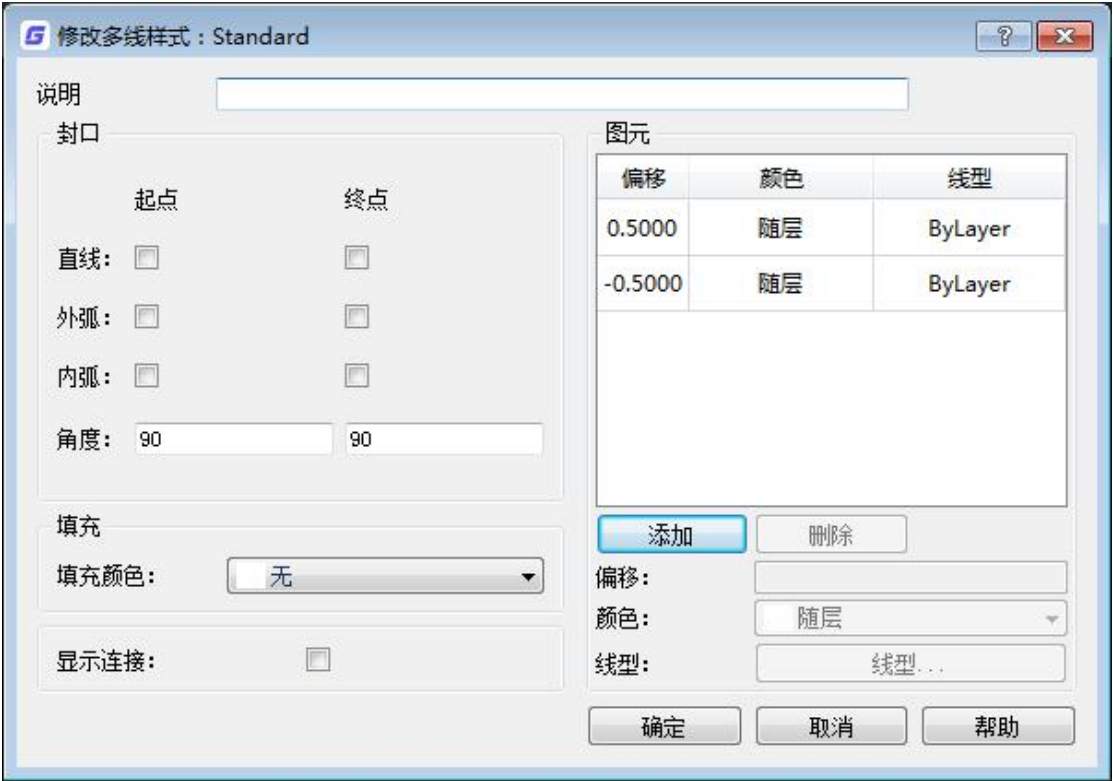 修改多线样式：Standard
说明
封口
起点 终点
直线：
外弧：
内弧：
角度： 90 90
填充
填充颜色： 无
显示连接：
图元
偏移 颜色 线型
0.5000 随层 ByLayer
-0.5000 随层 ByLayer
添加 删除
偏移：
颜色： 随层
线型： 线型...
确定 取消 帮助